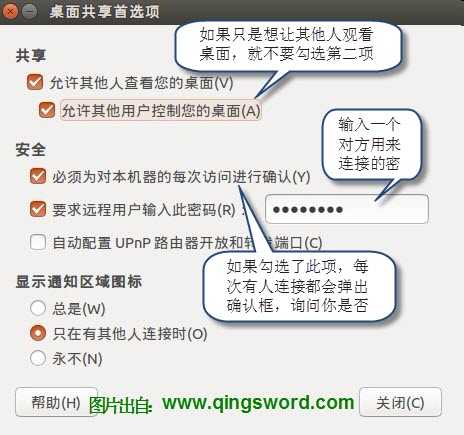 桌面共享首选项
如果只是想让其他人观看
桌面，就不要勾选第二项
共享
允许其他人查看您的桌面(V)
允许其他用户控制您的桌面(A)
输入一个
对方用来
连接的密
安全
必须为对本机器的每次访问进行确认(Y)
要求远程用户输入此密码(R)：
自动配置 UPnP 路由器开放和转 端口(C)
如果勾选了此项，每
次有人连接都会弹出
确认框，询问你是否
显示通知区域图标
总是(W)
只在有其他人连接时(O)
永不(N)
帮助(H)
图片出自：www.qingsword.com
关闭(C)